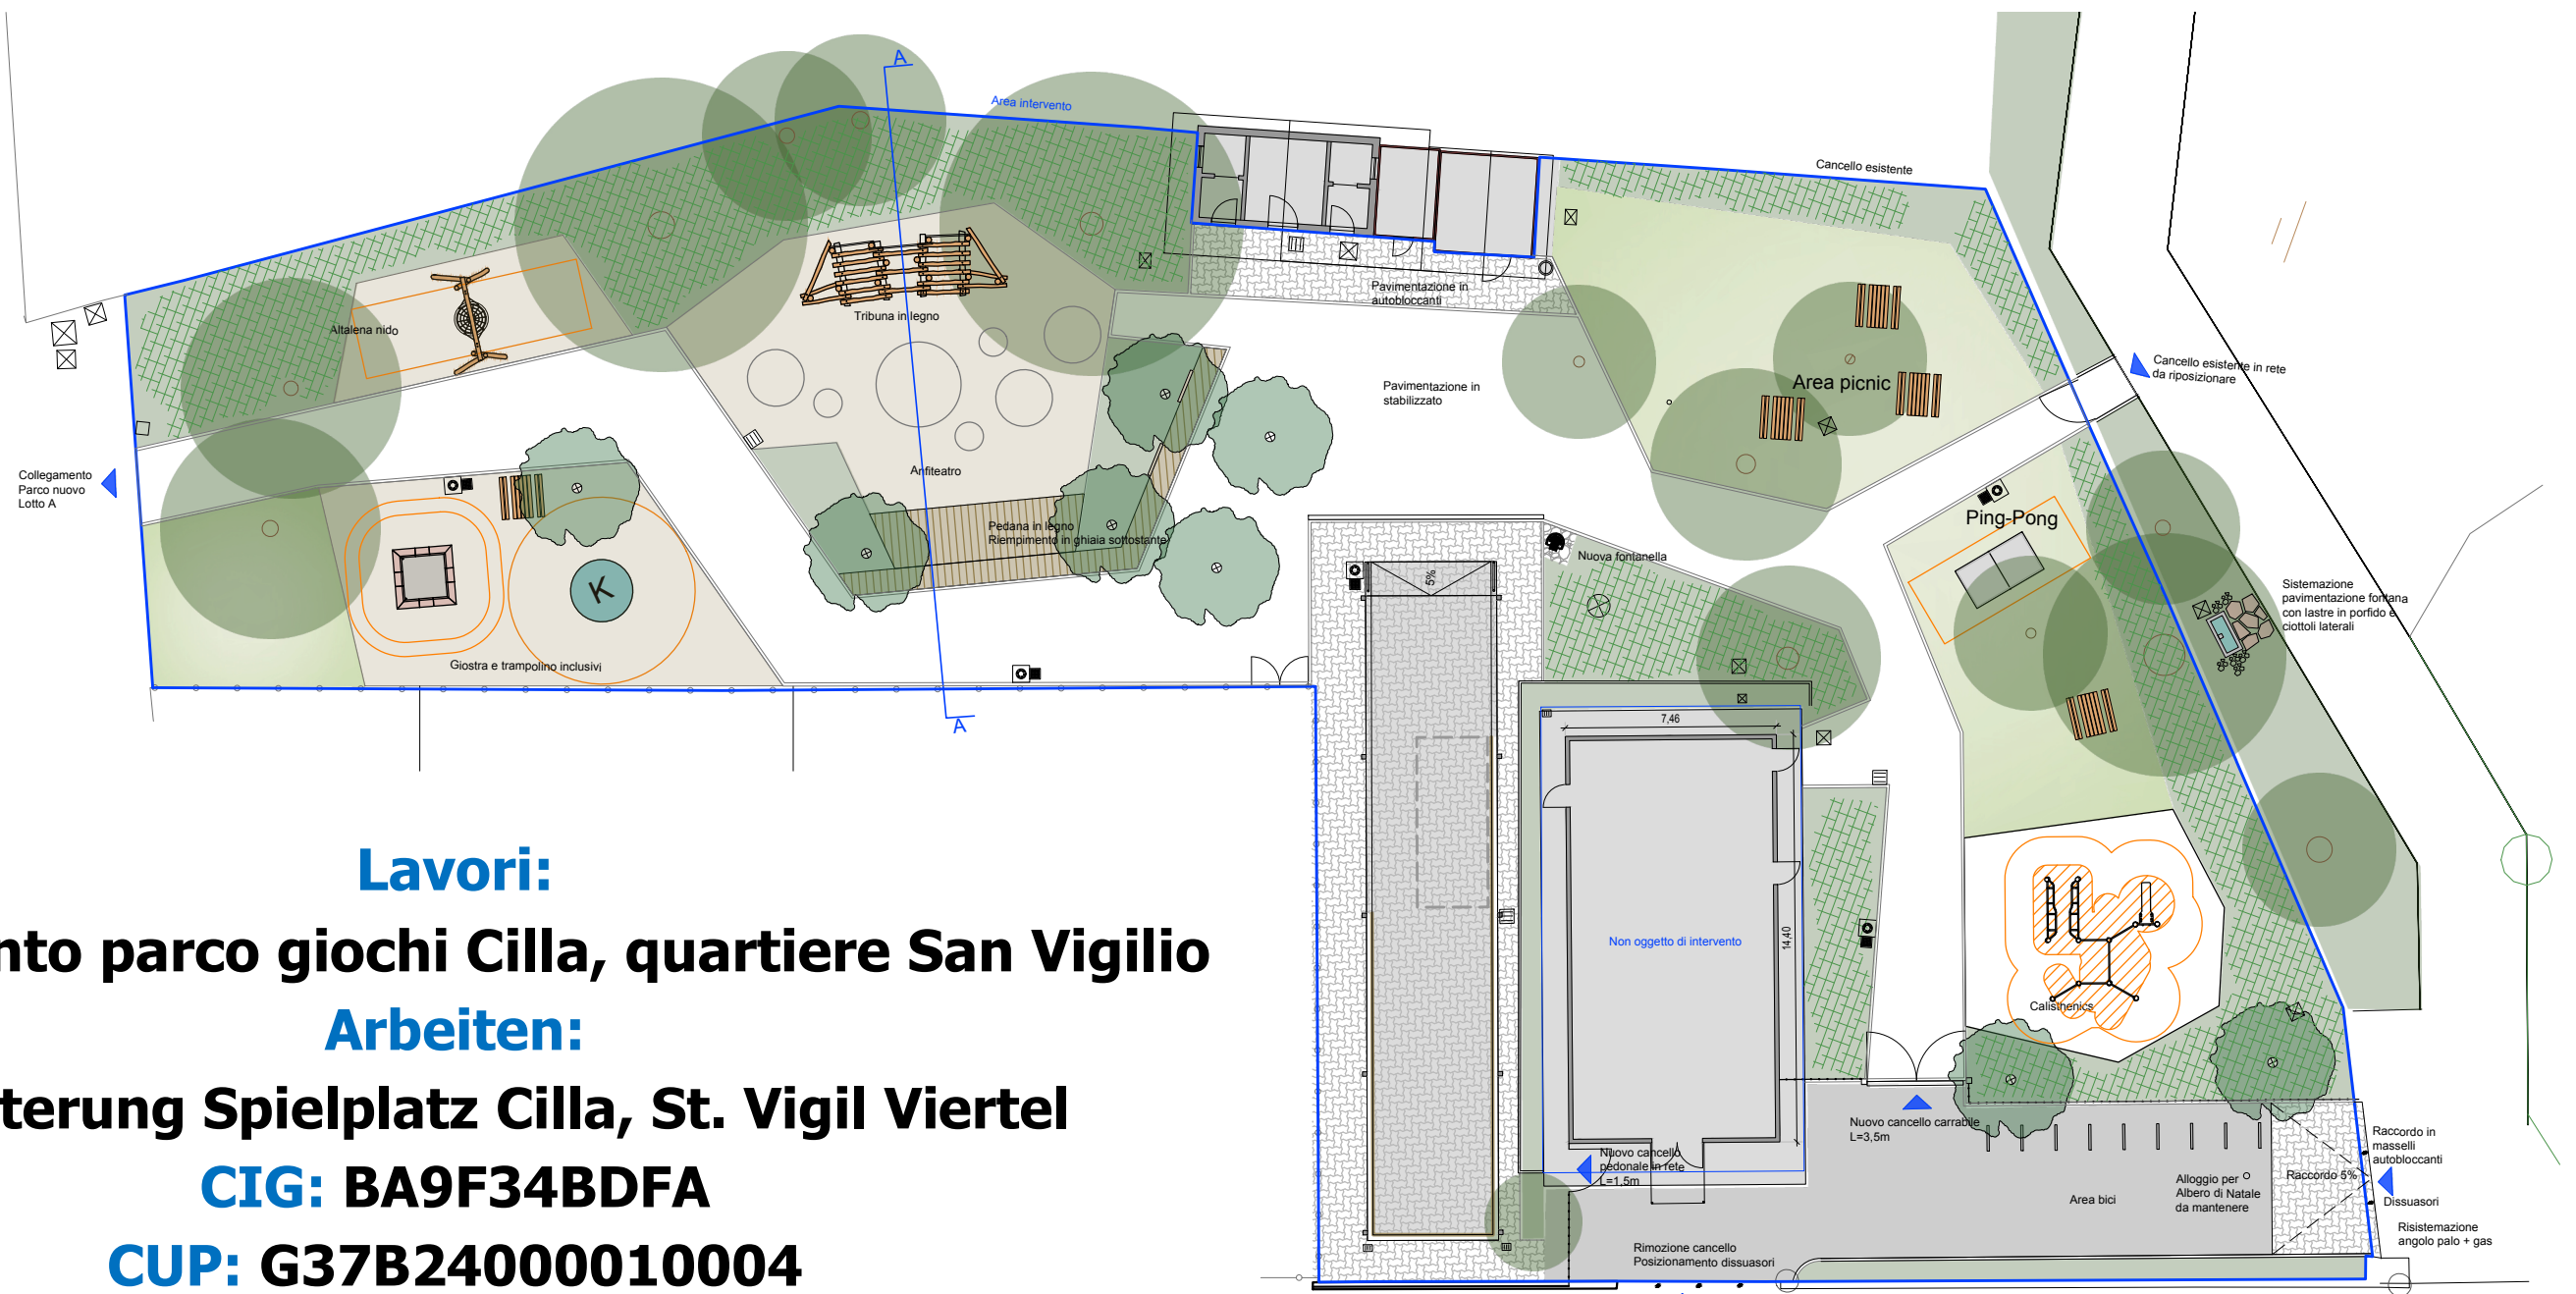 A
Area intervento
Cancello esistente
Altalena nido
Tribuna in legno
Pavimentazione in
autobloccanti
Cancello esistente in rete
da riposizionare
Pavimentazione in
stabilizzato
Area picnic
Collegamento
Parco nuovo
Lotto A
Anfiteatro
Pedana in legno
Riempimento in ghiaia sottostante
Ping-Pong
Nuova fontanella
5%
K
Sistemazione
pavimentazione fontana
con lastre in porfido e
ciottoli laterali
Giostra e trampolino inclusivi
A
7,46
14,40
Non oggetto di intervento
Calisthenics
Nuovo cancello carrabile
L=3,5m
Nuovo cancello
pedonale in rete
L=1,5m
Raccordo in
masselli
autobloccanti
Raccordo 5%
Alloggio per
Albero di Natale
da mantenere
Area bici
Dissuasori
Risistemazione
angolo palo + gas
Rimozione cancello
Posizionamento dissuasori
Lavori:
nto parco giochi Cilla, quartiere San Vigilio
Arbeiten:
terung Spielplatz Cilla, St. Vigil Viertel
CIG: BA9F34BDFA
CUP: G37B24000010004